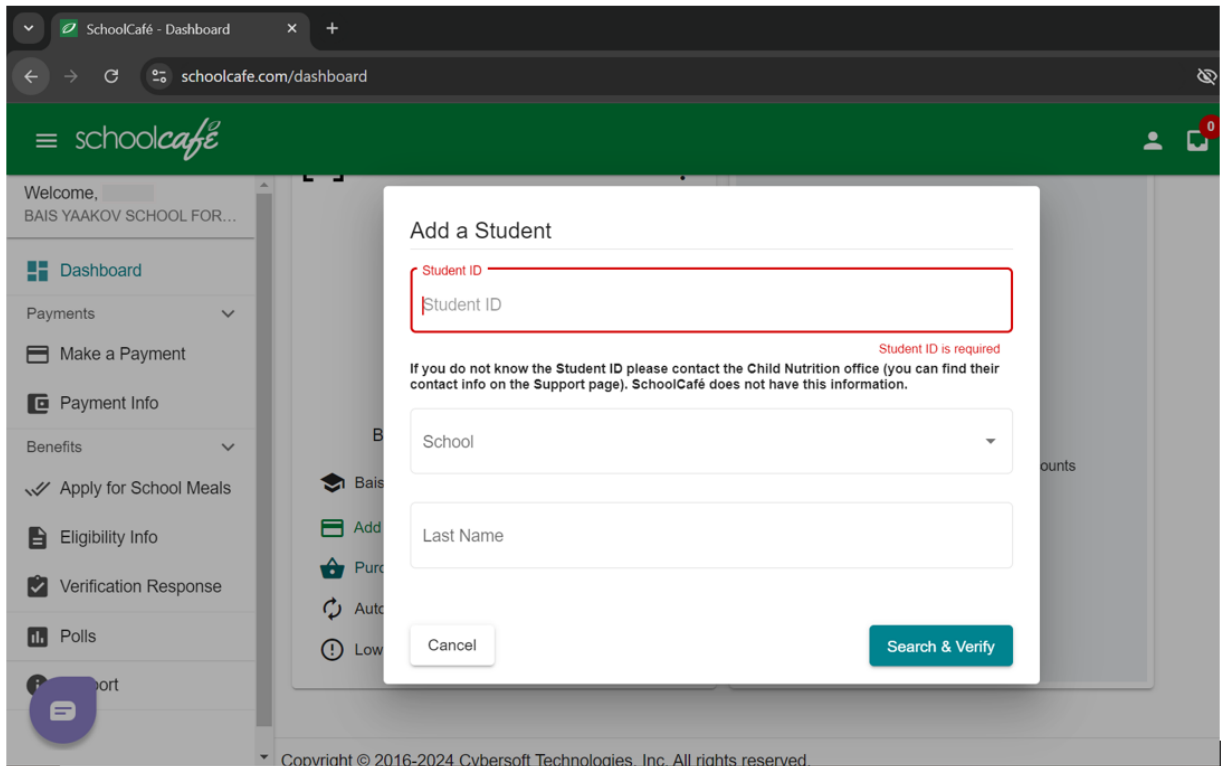 SchoolCafé - Dashboard
schoolcafe.com/dashboard
schoolcafé
0
Welcome,
BAIS YAAKOV SCHOOL FOR...
Dashboard
Payments
Make a Payment
Payment Info
Benefits
Apply for School Meals
Eligibility Info
Verification Response
Polls
ort
B
Bais
Add
Purc
Auto
Low
ounts
Add a Student
Student ID
Student ID
Student ID is required
If you do not know the Student ID please contact the Child Nutrition office (you can find their
contact info on the Support page). SchoolCafé does not have this information.
School
Last Name
Cancel
Search & Verify
Copyright © 2016-2024 Cybersoft Technologies, Inc. All rights reserved.